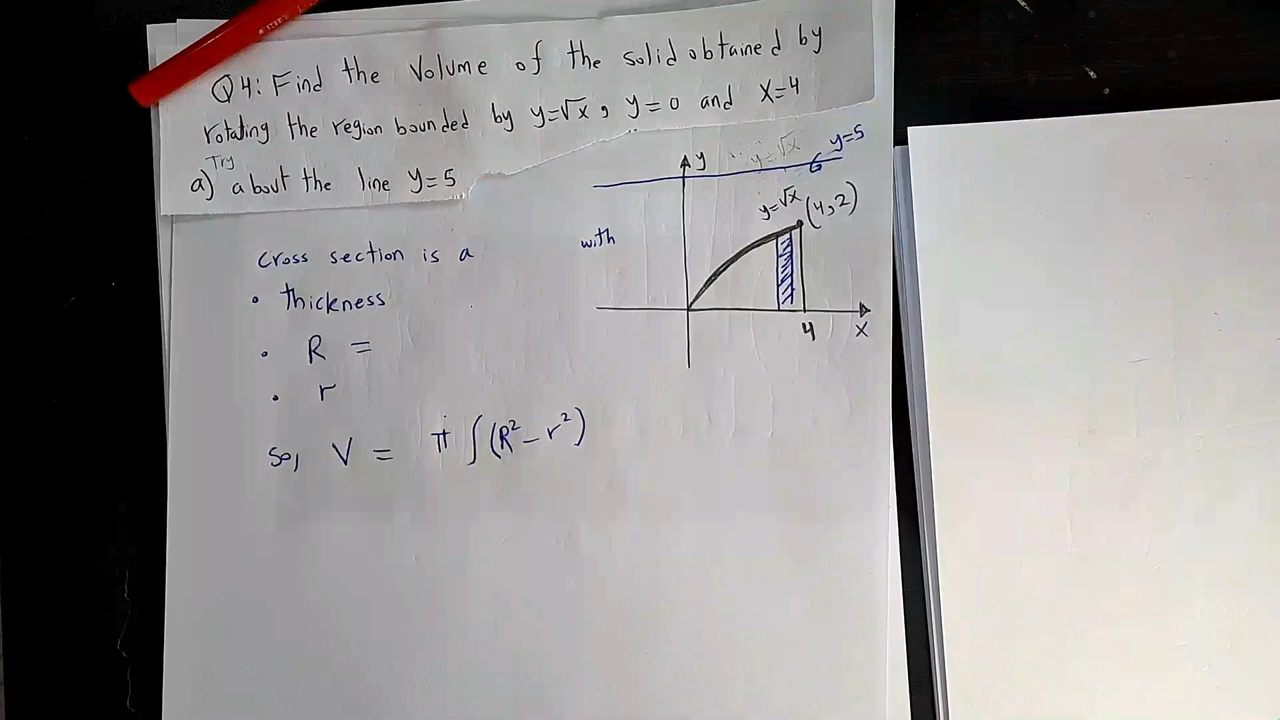 Q4: Find the Volume of the solid obtained by
rotating the region bounded by y=√x, y=0 and X=4
Try
a) about the line y=5
y
y=√x
y=5
y=√x
(4,2)
with
4
X
Cross section is a
• thickness
• R =
• r
So, V = π ∫(R²-r²)